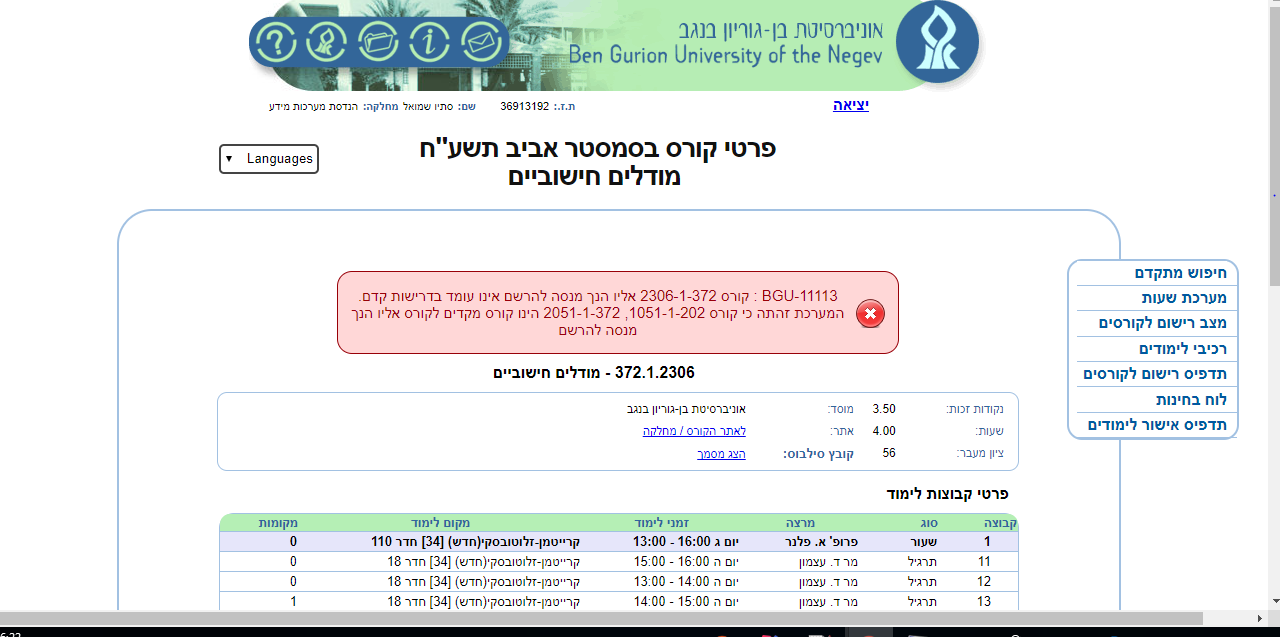 אוניברסיטת בן-גוריון בנגב
Ben Gurion University of the Negev
יציאה
ת.ז.: 36913192 שם: סתיו שמואל מחלקה: הנדסת מערכות מידע
פרטי קורס בסמסטר אביב תשע"ח
מודלים חישוביים
Languages
חיפוש מתקדם
מערכת שעות
מצב רישום לקורסים
רכיבי לימודים
תדפיס רישום לקורסים
לוח בחינות
תדפיס אישור לימודים
BGU-11113 : קורס 2306-1-372 אליו הנך מנסה להרשם אינו עומד בדרישות קדם.
המערכת זהתה כי קורס 1051-1-202, 2051-1-372 הינו קורס מקדים לקורס אליו הנך
מנסה להרשם
372.1.2306 - מודלים חישוביים
נקודות זכות: 3.50 מוסד: אוניברסיטת בן-גוריון בנגב
שעות: 4.00 אתר: לאתר הקורס / מחלקה
ציון מעבר: 56 קובץ סילבוס: הצג מסמך
פרטי קבוצות לימוד
קבוצה סוג מרצה זמני לימוד מקום לימוד מקומות
1 שעור פרופ' א. פלנר יום ג 16:00 - 13:00 קרייטמן-זלוטובסקי(חדש) [34] חדר 110 0
11 תרגיל מר ד. עצמון יום ה 16:00 - 15:00 קרייטמן-זלוטובסקי(חדש) [34] חדר 18 0
12 תרגיל מר ד. עצמון יום ה 14:00 - 13:00 קרייטמן-זלוטובסקי(חדש) [34] חדר 18 0
13 תרגיל מר ד. עצמון יום ה 15:00 - 14:00 קרייטמן-זלוטובסקי(חדש) [34] חדר 18 1